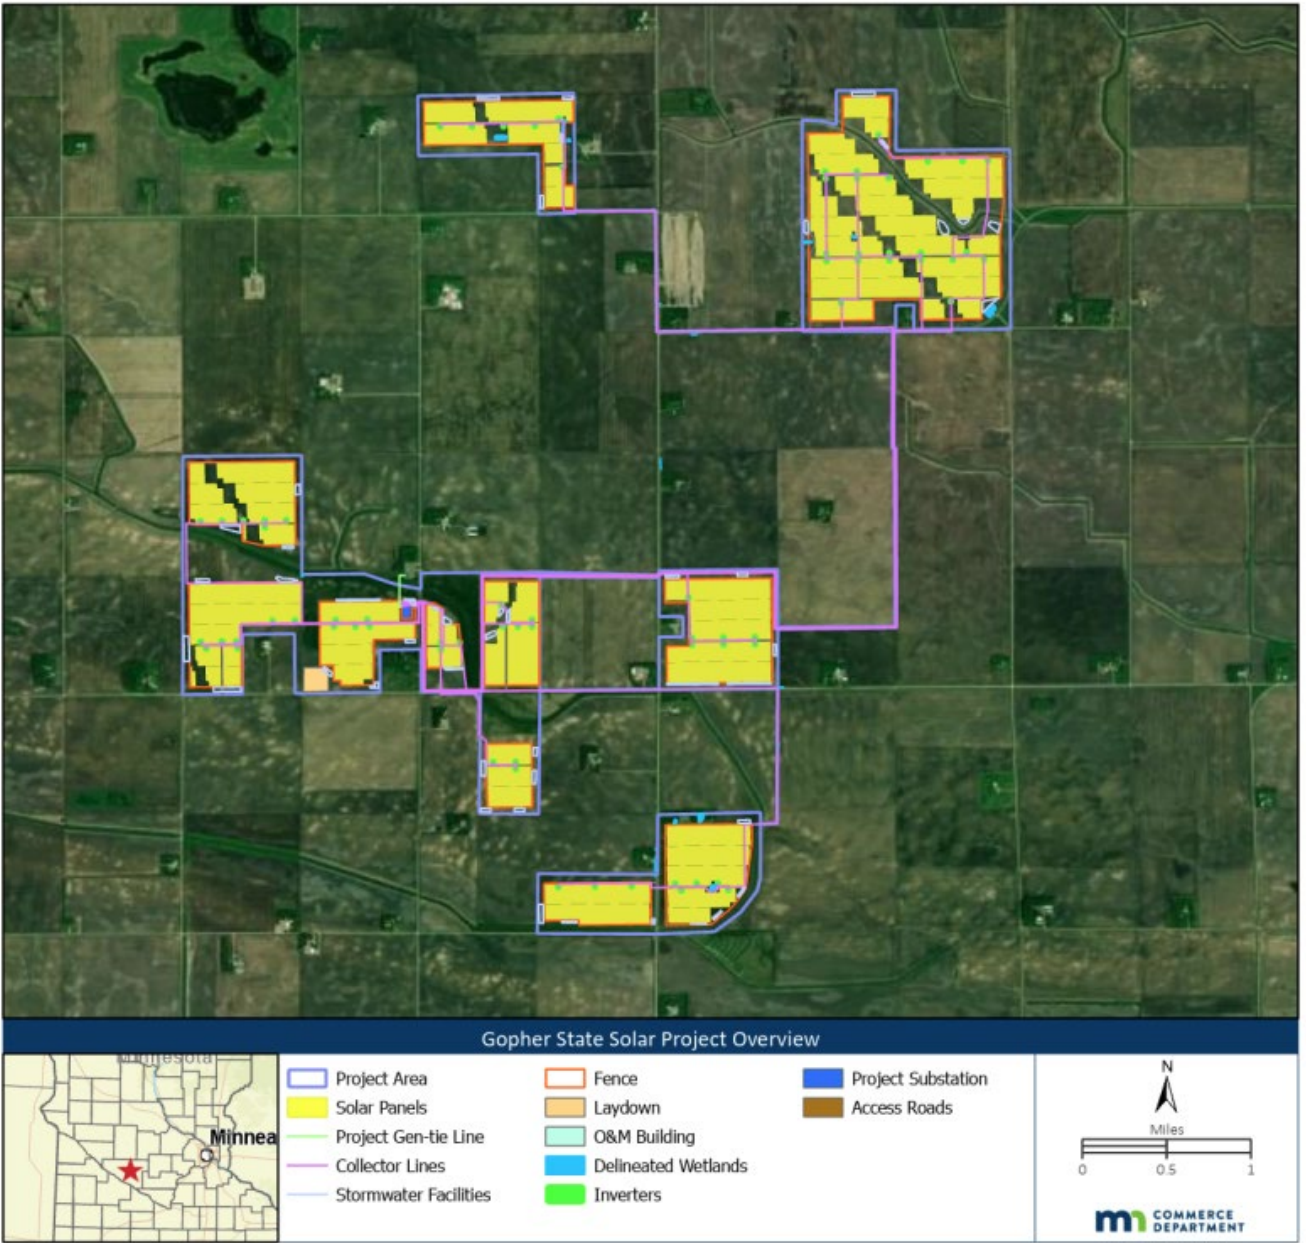 Gopher State Solar Project Overview
Minnesota
Minnea
Project Area
Solar Panels
Project Gen-tie Line
Collector Lines
Stormwater Facilities
Fence
Laydown
O&M Building
Delineated Wetlands
Inverters
Project Substation
Access Roads
N
Miles
0 0.5 1
mn COMMERCE
DEPARTMENT